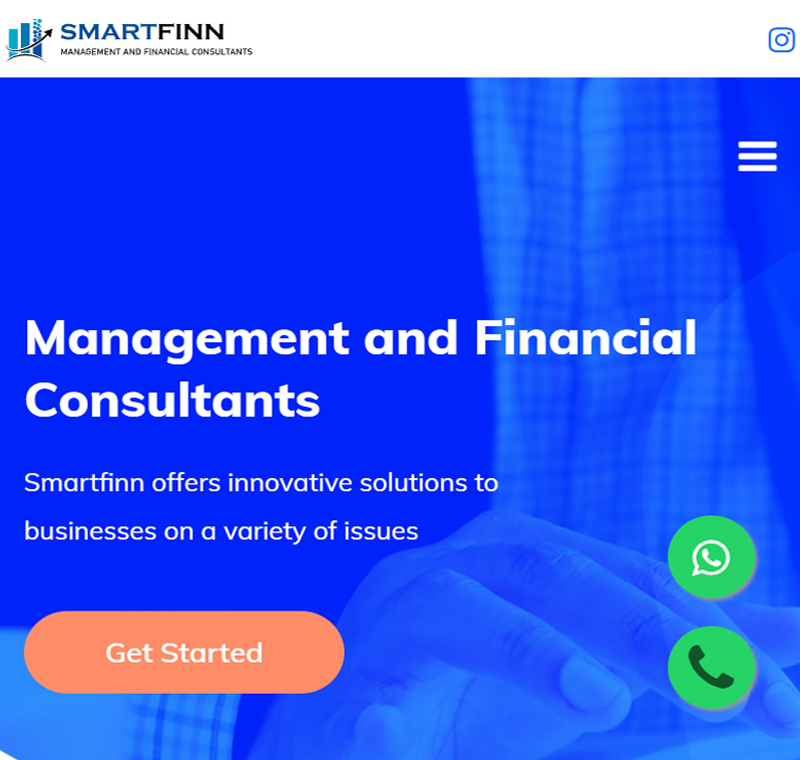 SMARTFINN
MANAGEMENT AND FINANCIAL CONSULTANTS
Management and Financial
Consultants
Smartfinn offers innovative solutions to
businesses on a variety of issues
Get Started